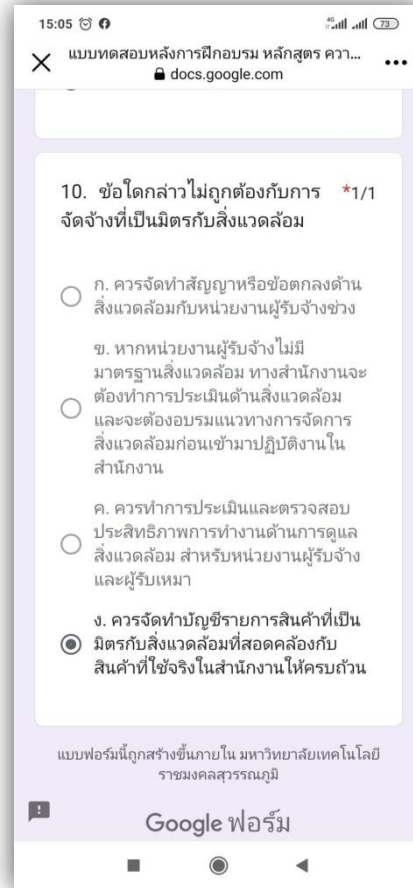 15:05
4G
73
แบบทดสอบหลังการฝึกอบรม หลักสูตร ควา...
docs.google.com
10. ข้อใดกล่าวไม่ถูกต้องกับการ *1/1
จัดจ้างที่เป็นมิตรกับสิ่งแวดล้อม
ก. ควรจัดทำสัญญาหรือข้อตกลงด้าน
สิ่งแวดล้อมกับหน่วยงานผู้รับจ้างช่วง
ข. หากหน่วยงานผู้รับจ้างไม่มี
มาตรฐานสิ่งแวดล้อม ทางสำนักงานจะ
ต้องทำการประเมินด้านสิ่งแวดล้อม
และจะต้องอบรมแนวทางการจัดการ
สิ่งแวดล้อมก่อนเข้ามาปฏิบัติงานใน
สำนักงาน
ค. ควรทำการประเมินและตรวจสอบ
ประสิทธิภาพการทำงานด้านการดูแล
สิ่งแวดล้อม สำหรับหน่วยงานผู้รับจ้าง
และผู้รับเหมา
ง. ควรจัดทำบัญชีรายการสินค้าที่เป็น
มิตรกับสิ่งแวดล้อมที่สอดคล้องกับ
สินค้าที่ใช้จริงในสำนักงานให้ครบถ้วน
แบบฟอร์มนี้ถูกสร้างขึ้นภายใน มหาวิทยาลัยเทคโนโลยี
ราชมงคลสุวรรณภูมิ
Google ฟอร์ม